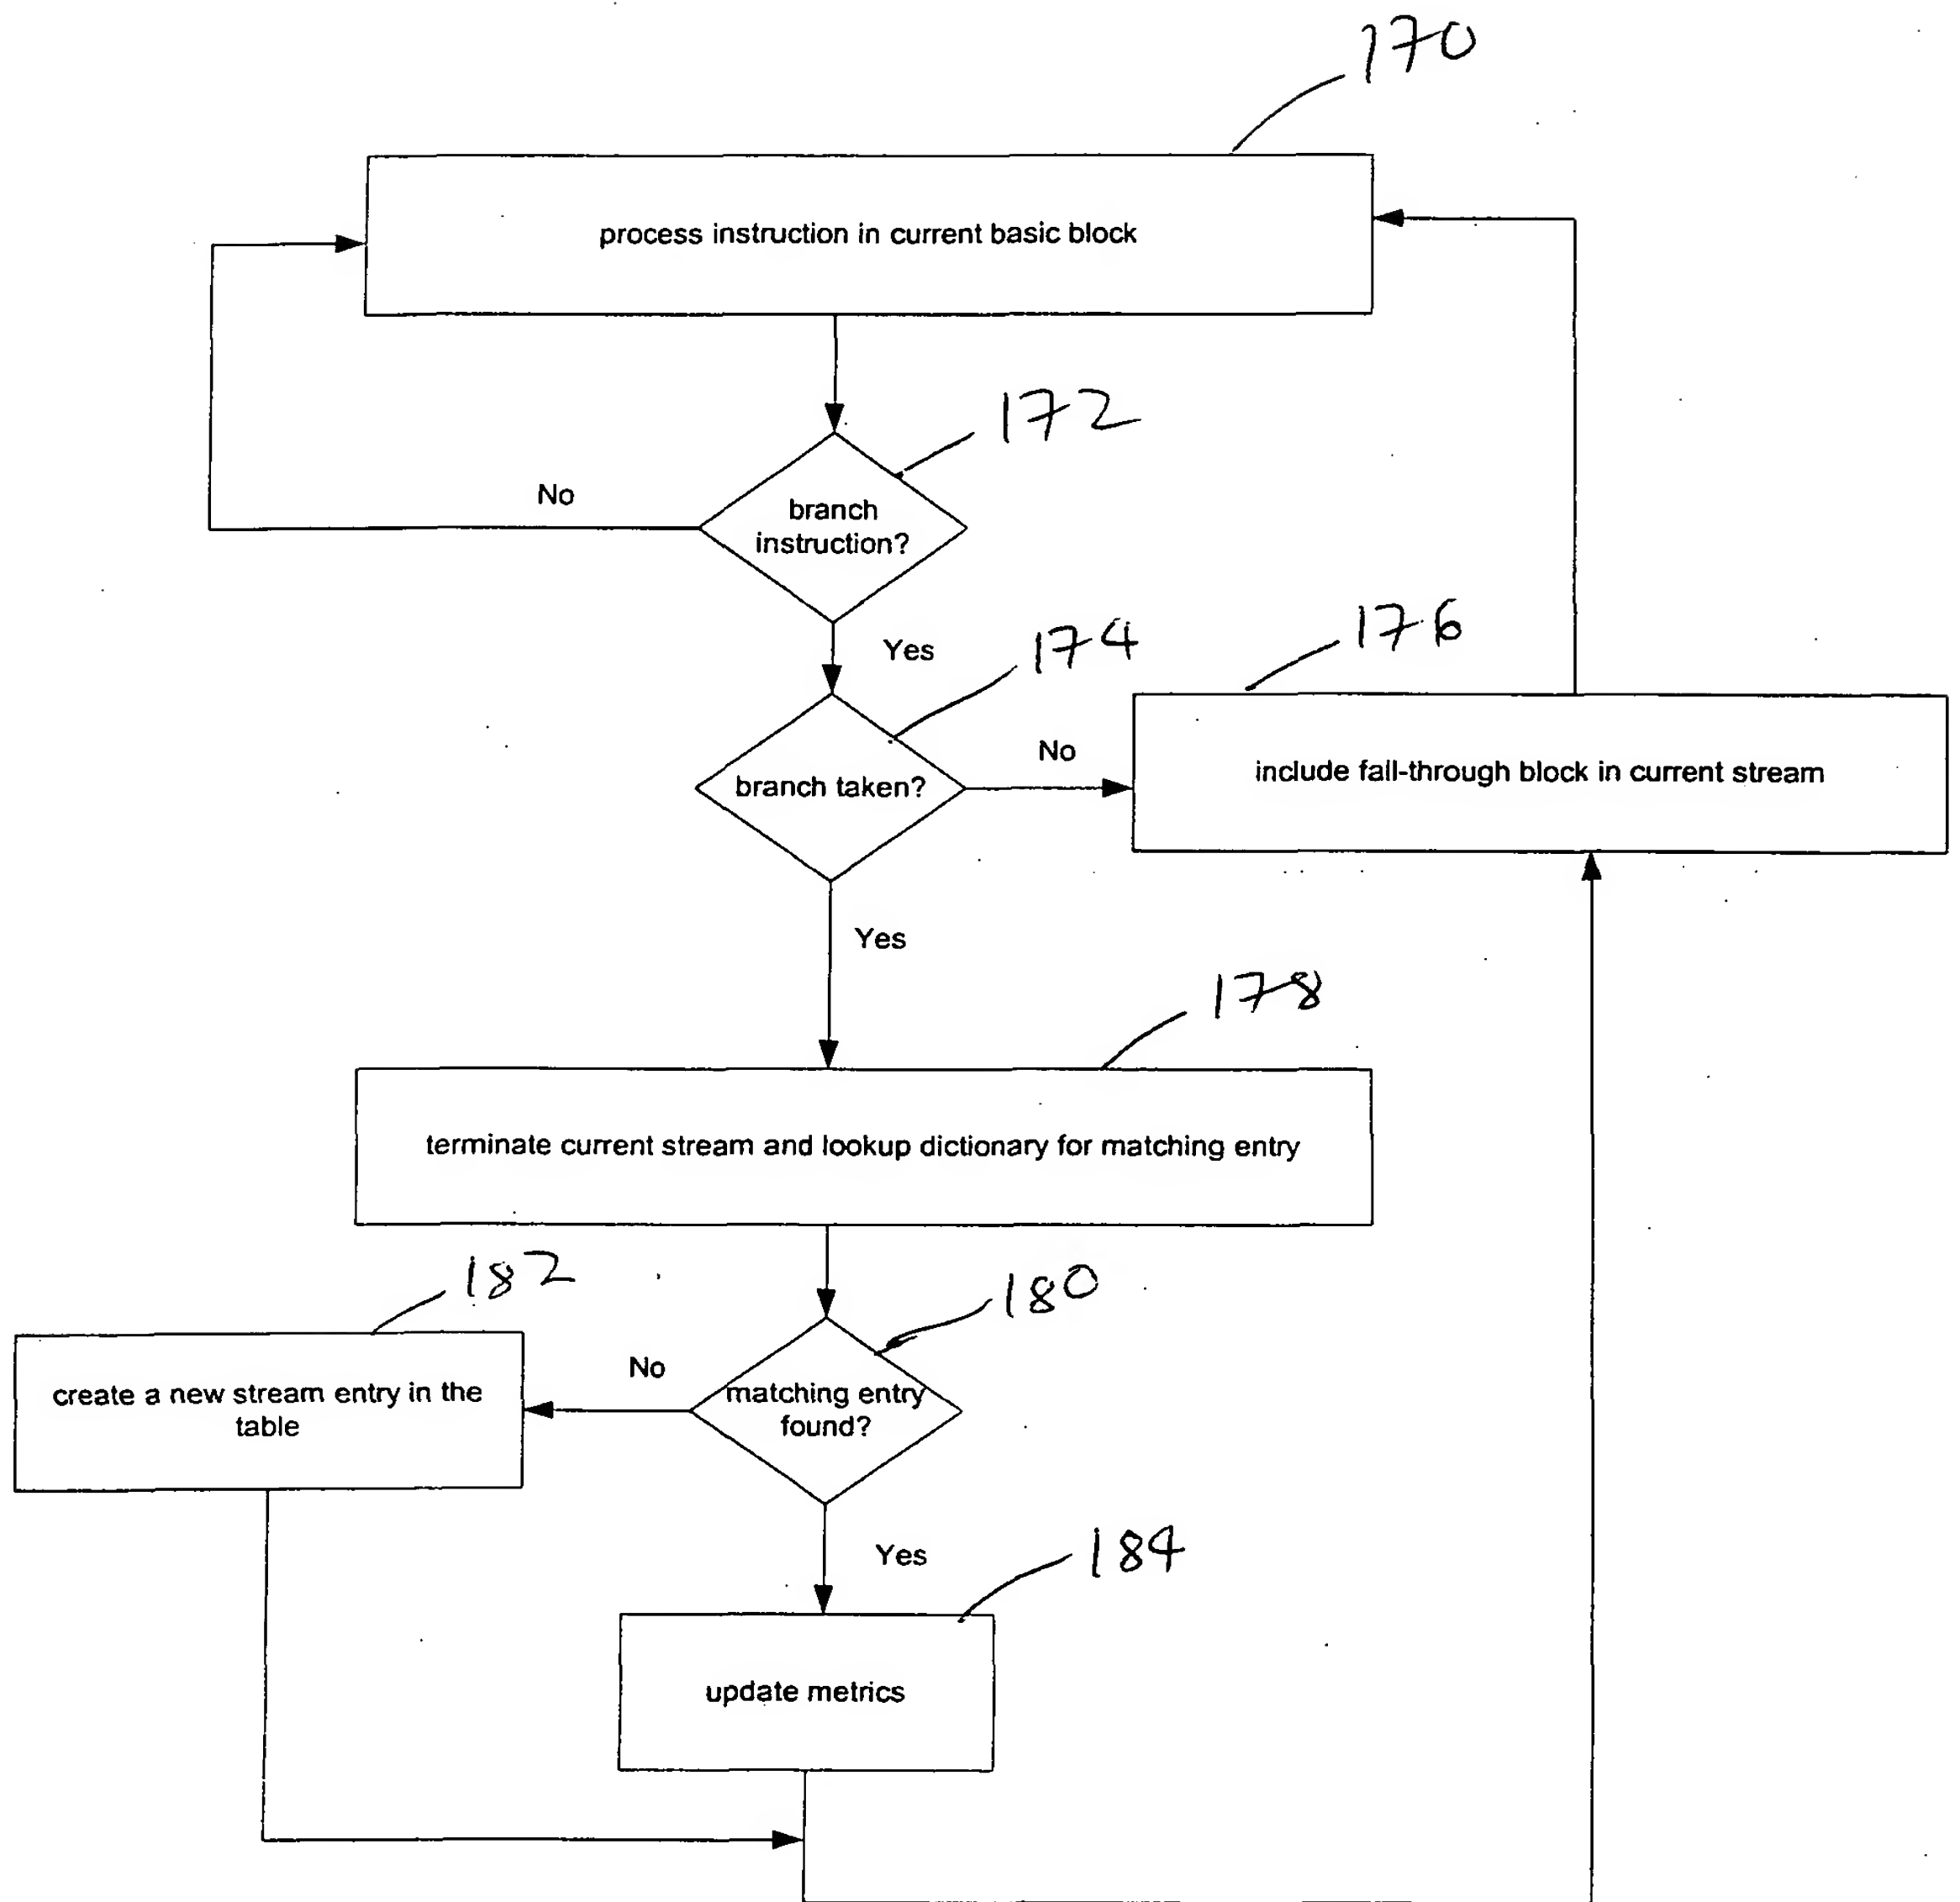 170
process instruction in current basic block
172
No
branch
instruction?
Yes
174
176
branch taken?
No
include fall-through block in current stream
Yes
178
terminate current stream and lookup dictionary for matching entry
182
180
create a new stream entry in the
table
No
matching entry
found?
Yes
184
update metrics